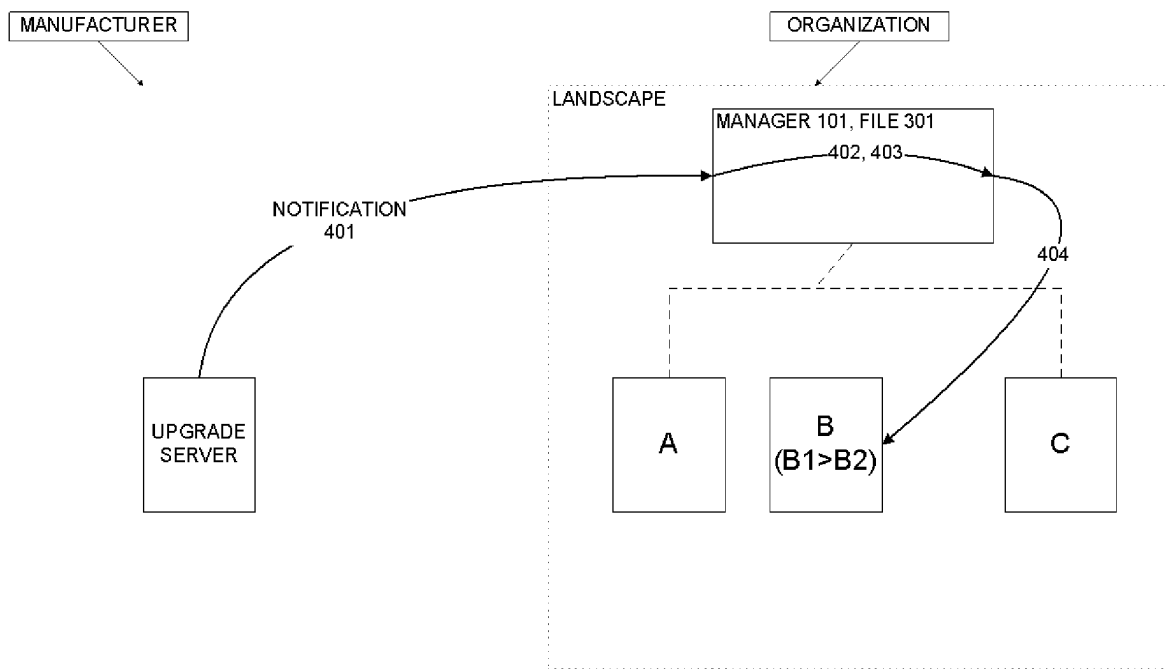 MANUFACTURER
ORGANIZATION
LANDSCAPE
MANAGER 101, FILE 301
402, 403
NOTIFICATION
401
404
UPGRADE
SERVER
A
B
(B1>B2)
C